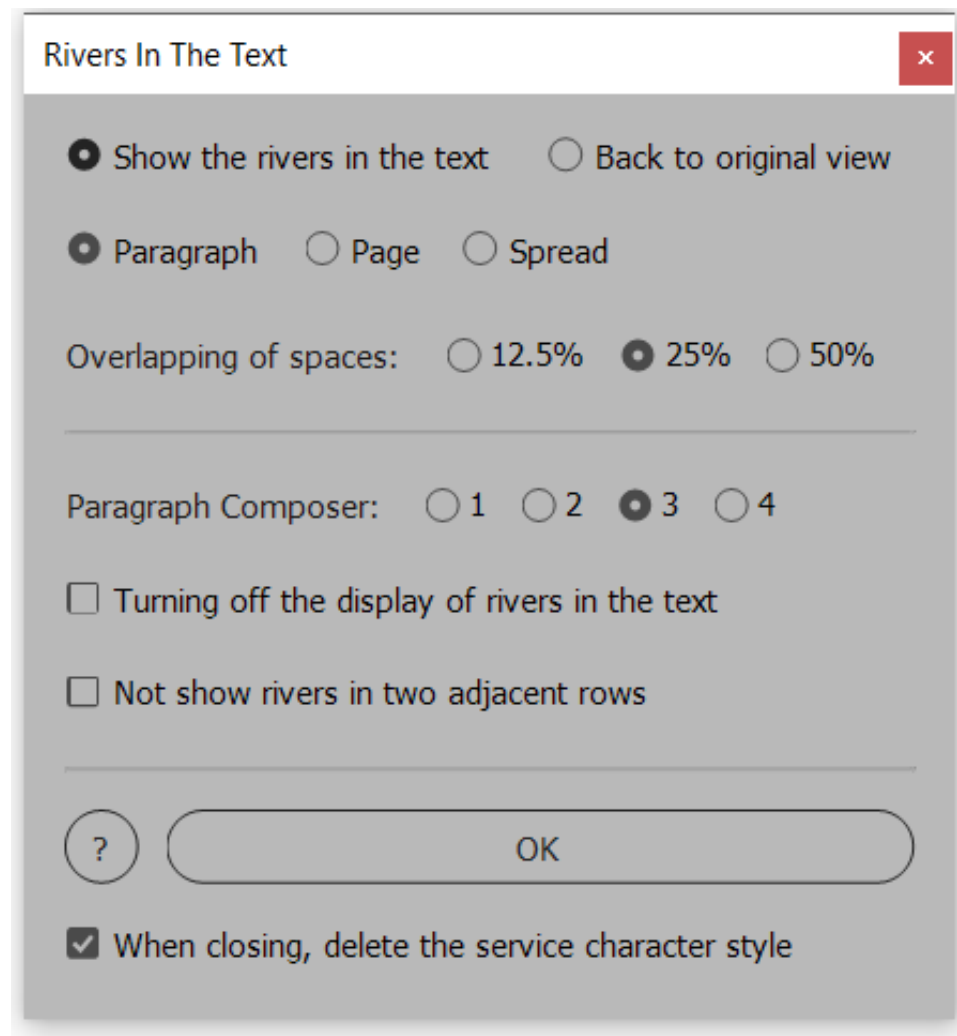 Rivers In The Text
Show the rivers in the text Back to original view
Paragraph Page Spread
Overlapping of spaces: 12.5% 25% 50%
Paragraph Composer: 1 2 3 4
Turning off the display of rivers in the text
Not show rivers in two adjacent rows
? OK
When closing, delete the service character style